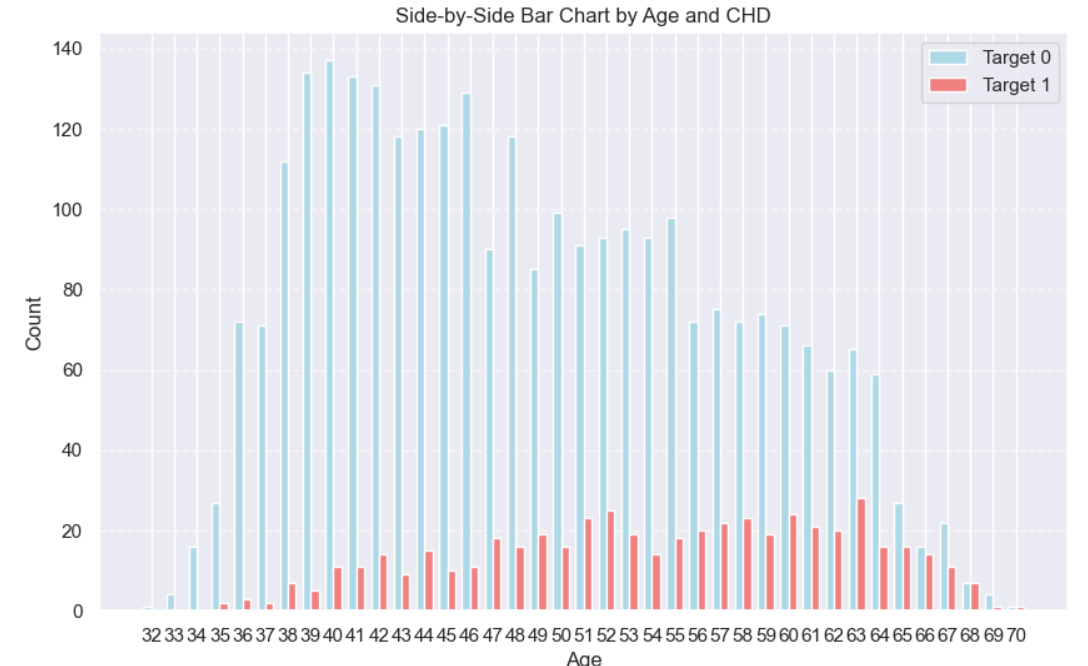 Side-by-Side Bar Chart by Age and CHD
Target 0
Target 1
140
120
100
80
60
40
20
0
Count
32 33 34 35 36 37 38 39 40 41 42 43 44 45 46 47 48 49 50 51 52 53 54 55 56 57 58 59 60 61 62 63 64 65 66 67 68 69 70
Age